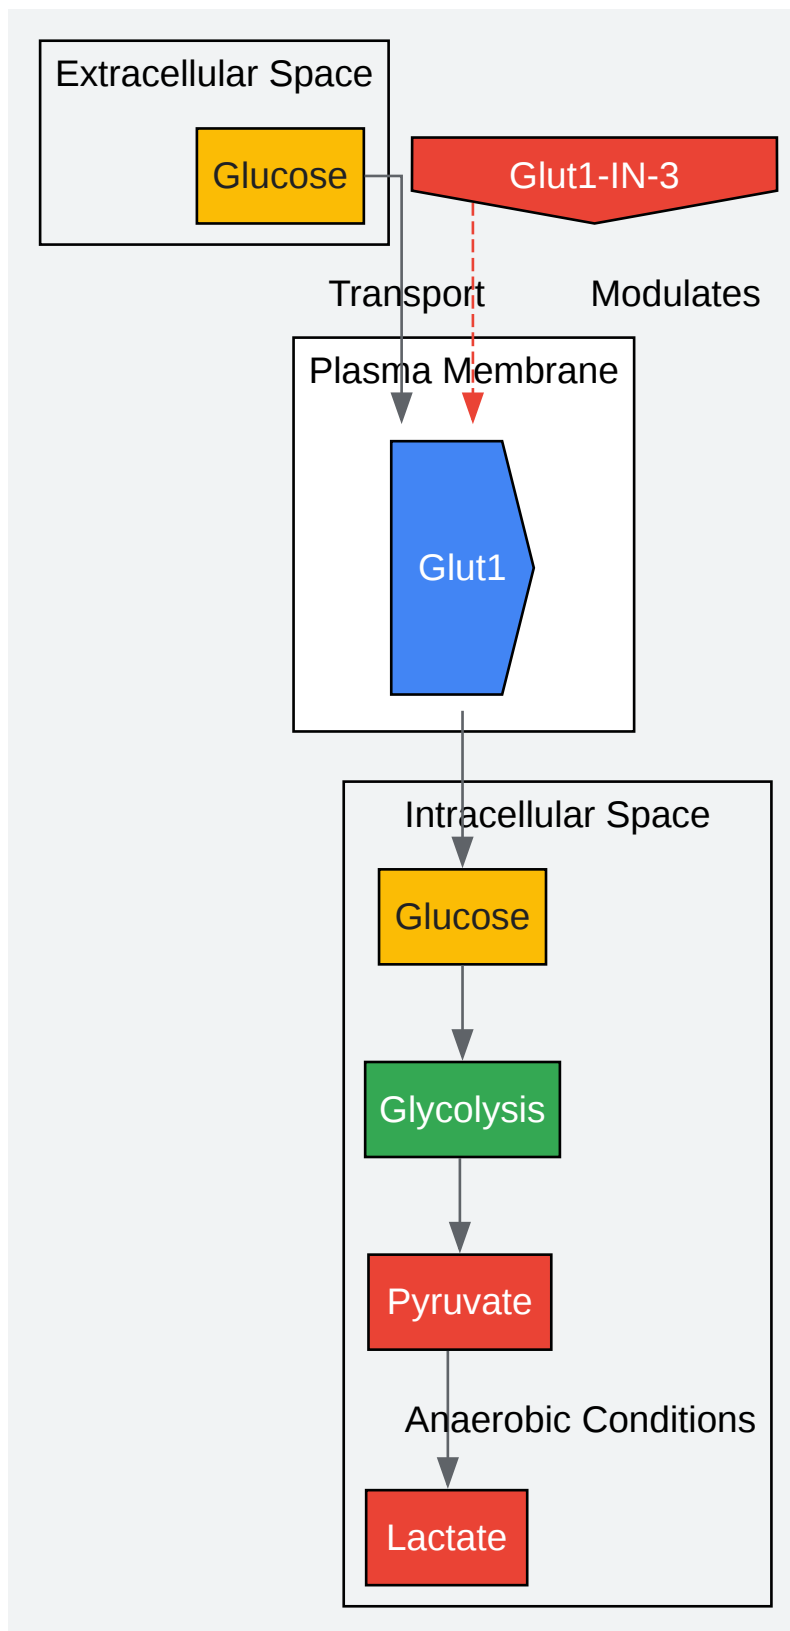 Extracellular Space
Glucose
Glut1-IN-3
Transport
Modulates
Plasma Membrane
Glut1
Intracellular Space
Glucose
Glycolysis
Pyruvate
Anaerobic Conditions
Lactate